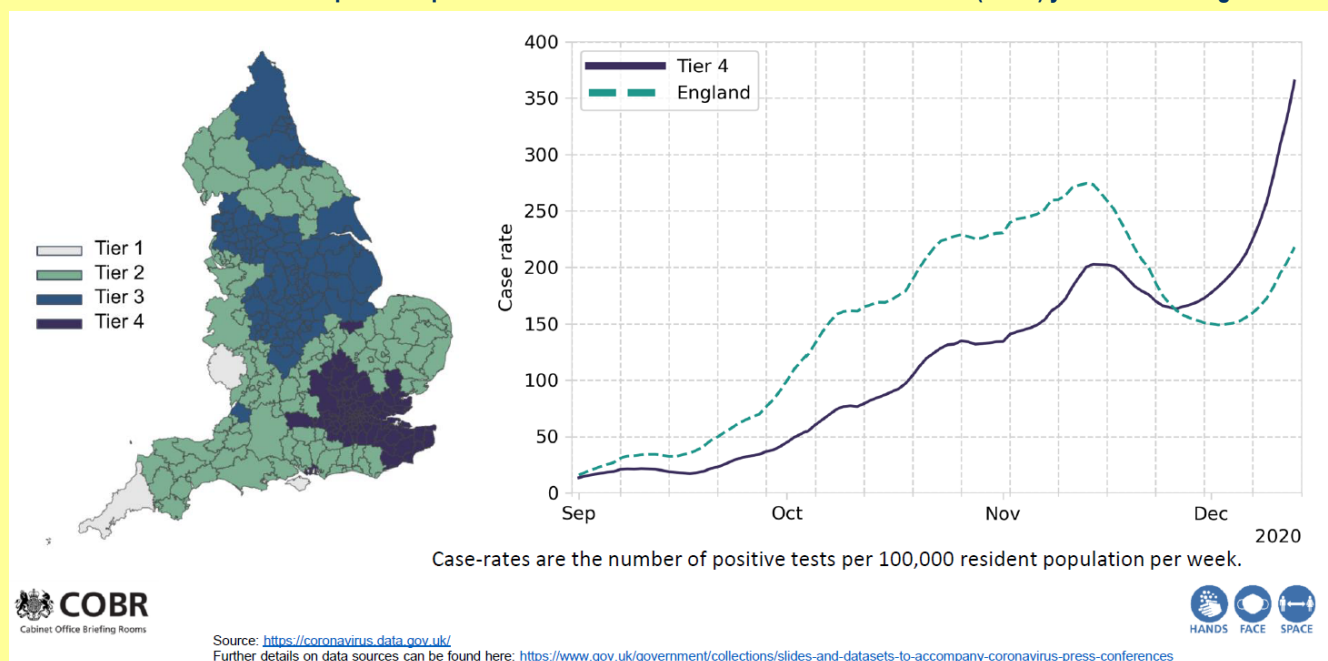 400
350
300
250
200
150
100
50
0
Case rate
Tier 4
England
Sep
Oct
Nov
Dec
2020
Tier 1
Tier 2
Tier 3
Tier 4
Case-rates are the number of positive tests per 100,000 resident population per week.
COBR
Cabinet Office Briefing Rooms
HANDS FACE SPACE
Source: https://coronavirus.data.gov.uk/
Further details on data sources can be found here: https://www.gov.uk/government/collections/slides-and-datasets-to-accompany-coronavirus-press-conferences